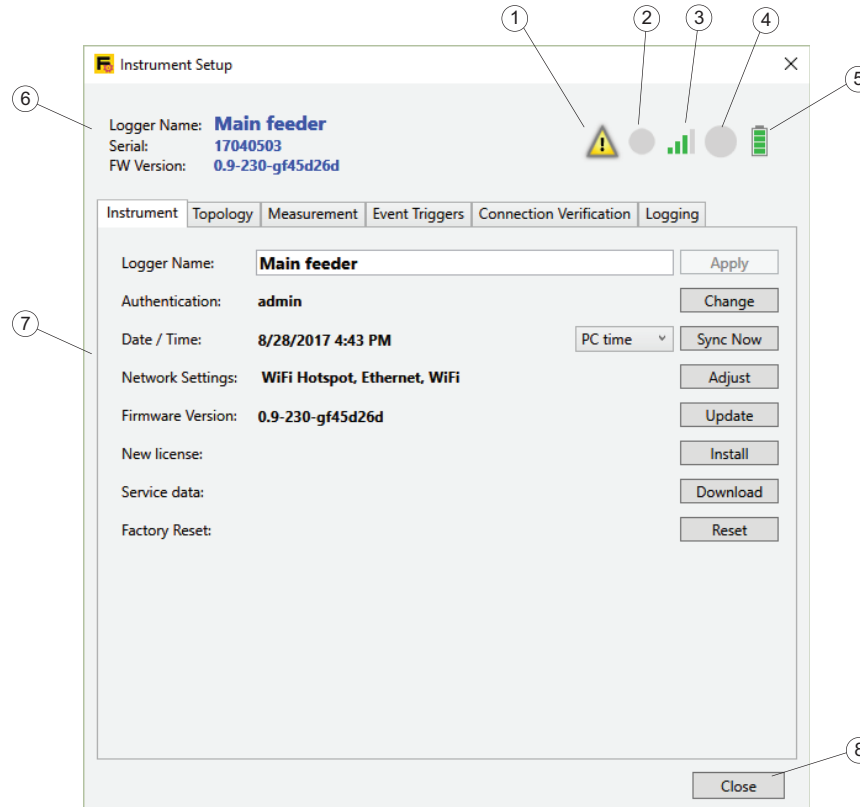 1 2 3 4
5
Instrument Setup
6
Logger Name: Main feeder
Serial: 17040503
FW Version: 0.9-230-gf45d26d
Instrument Topology Measurement Event Triggers Connection Verification Logging
Logger Name: Main feeder Apply
Authentication: admin Change
7
Date / Time: 8/28/2017 4:43 PM PC time Sync Now
Network Settings: WiFi Hotspot, Ethernet, WiFi Adjust
Firmware Version: 0.9-230-gf45d26d Update
New license: Install
Service data: Download
Factory Reset: Reset
8
Close